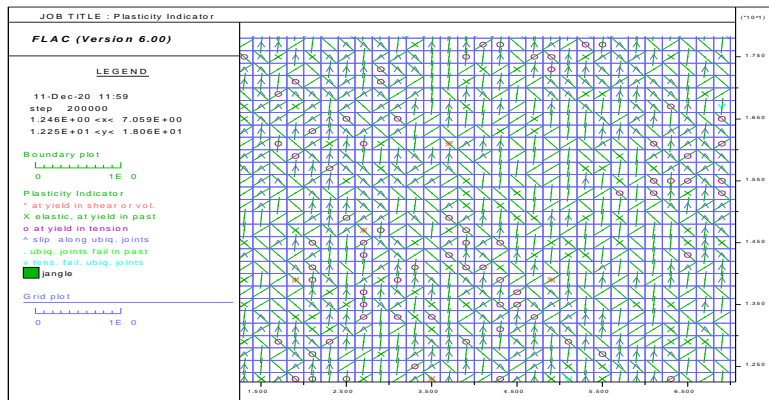 JOB TITLE : Plasticity Indicator
(*10^1)
FLAC (Version 6.00)
LEGEND
11-Dec-20 11:59
step 200000
1.246E+00 <x< 7.059E+00
1.225E+01 <y< 1.806E+01
Boundary plot
0 1E 0
Plasticity Indicator
* at yield in shear or vol.
X elastic, at yield in past
o at yield in tension
^ slip along ubiq. joints
. ubiq. joints fail in past
v tens. fail. ubiq. joints
jangle
Grid plot
0 1E 0
1.750
1.650
1.550
1.450
1.350
1.250
1.500 2.500 3.500 4.500 5.500 6.500